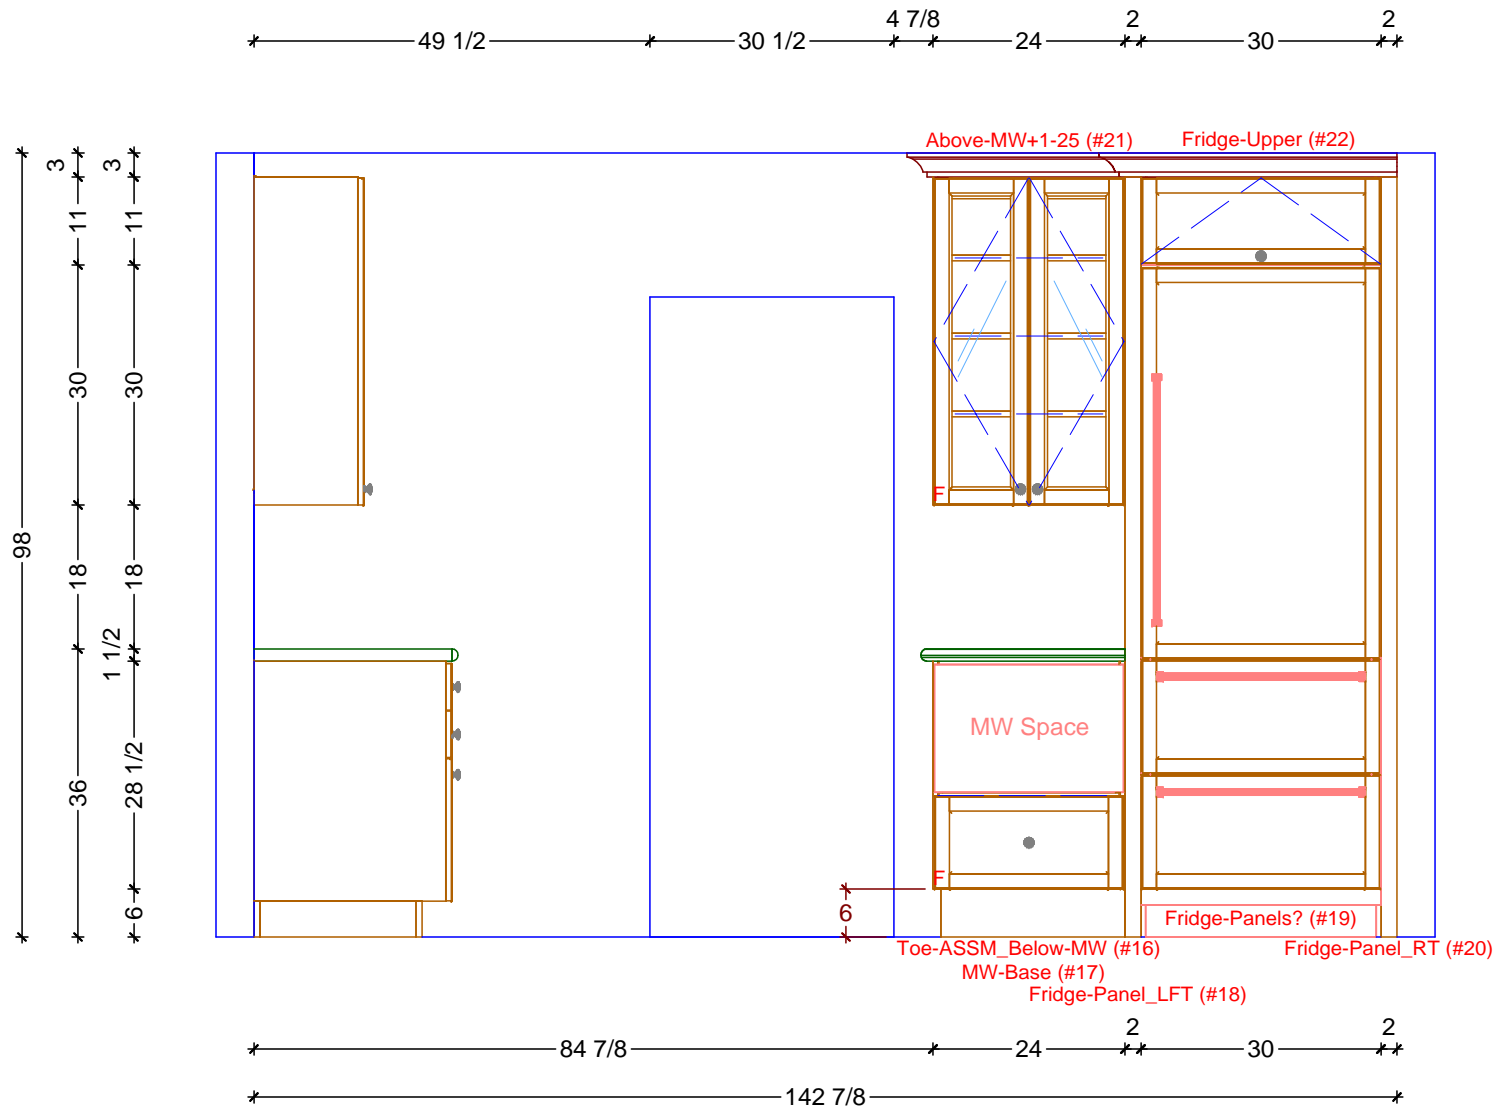 4 7/8 2 2
49 1/2 30 1/2 24 30
Above-MW+1-25 (#21) Fridge-Upper (#22)
3 3
11 11
30 30
F
98
18 18
1 1/2
MW Space
36 28 1/2
F
6 6
Fridge-Panels? (#19)
Toe-ASSM_Below-MW (#16) Fridge-Panel_RT (#20)
MW-Base (#17)
Fridge-Panel_LFT (#18)
2 2
84 7/8 24 30
142 7/8